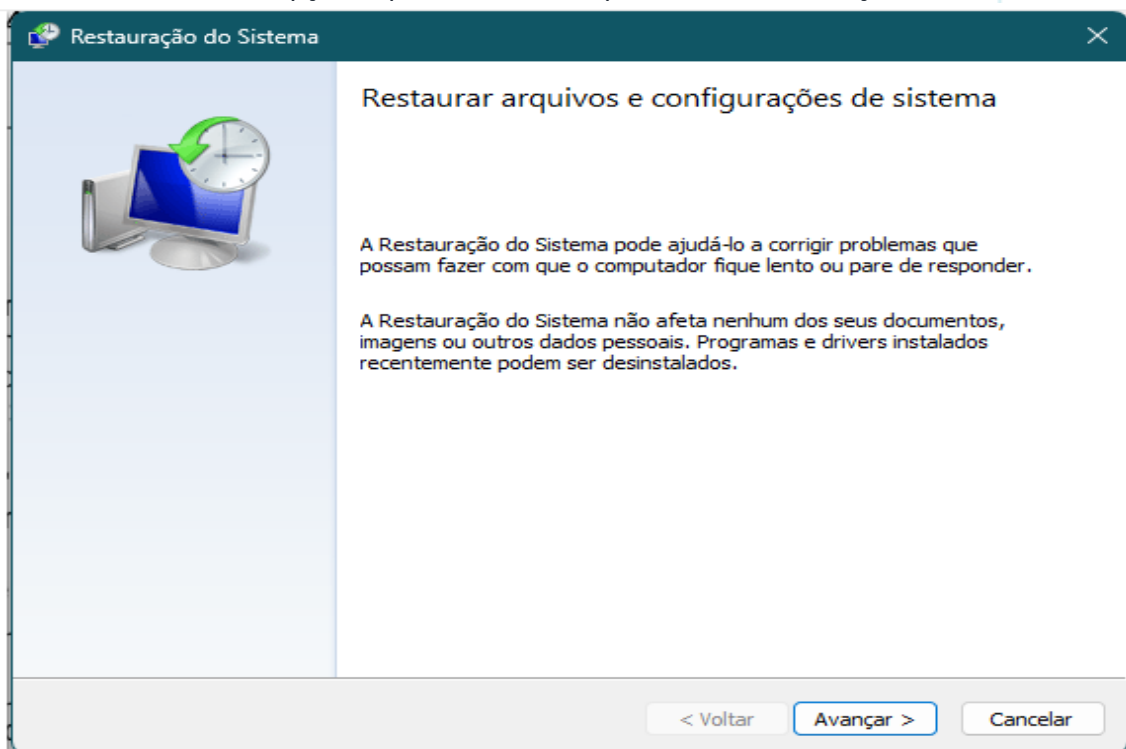 Restauração do Sistema
Restaurar arquivos e configurações de sistema
A Restauração do Sistema pode ajudá-lo a corrigir problemas que
possam fazer com que o computador fique lento ou pare de responder.
A Restauração do Sistema não afeta nenhum dos seus documentos,
imagens ou outros dados pessoais. Programas e drivers instalados
recentemente podem ser desinstalados.
< Voltar
Avançar >
Cancelar